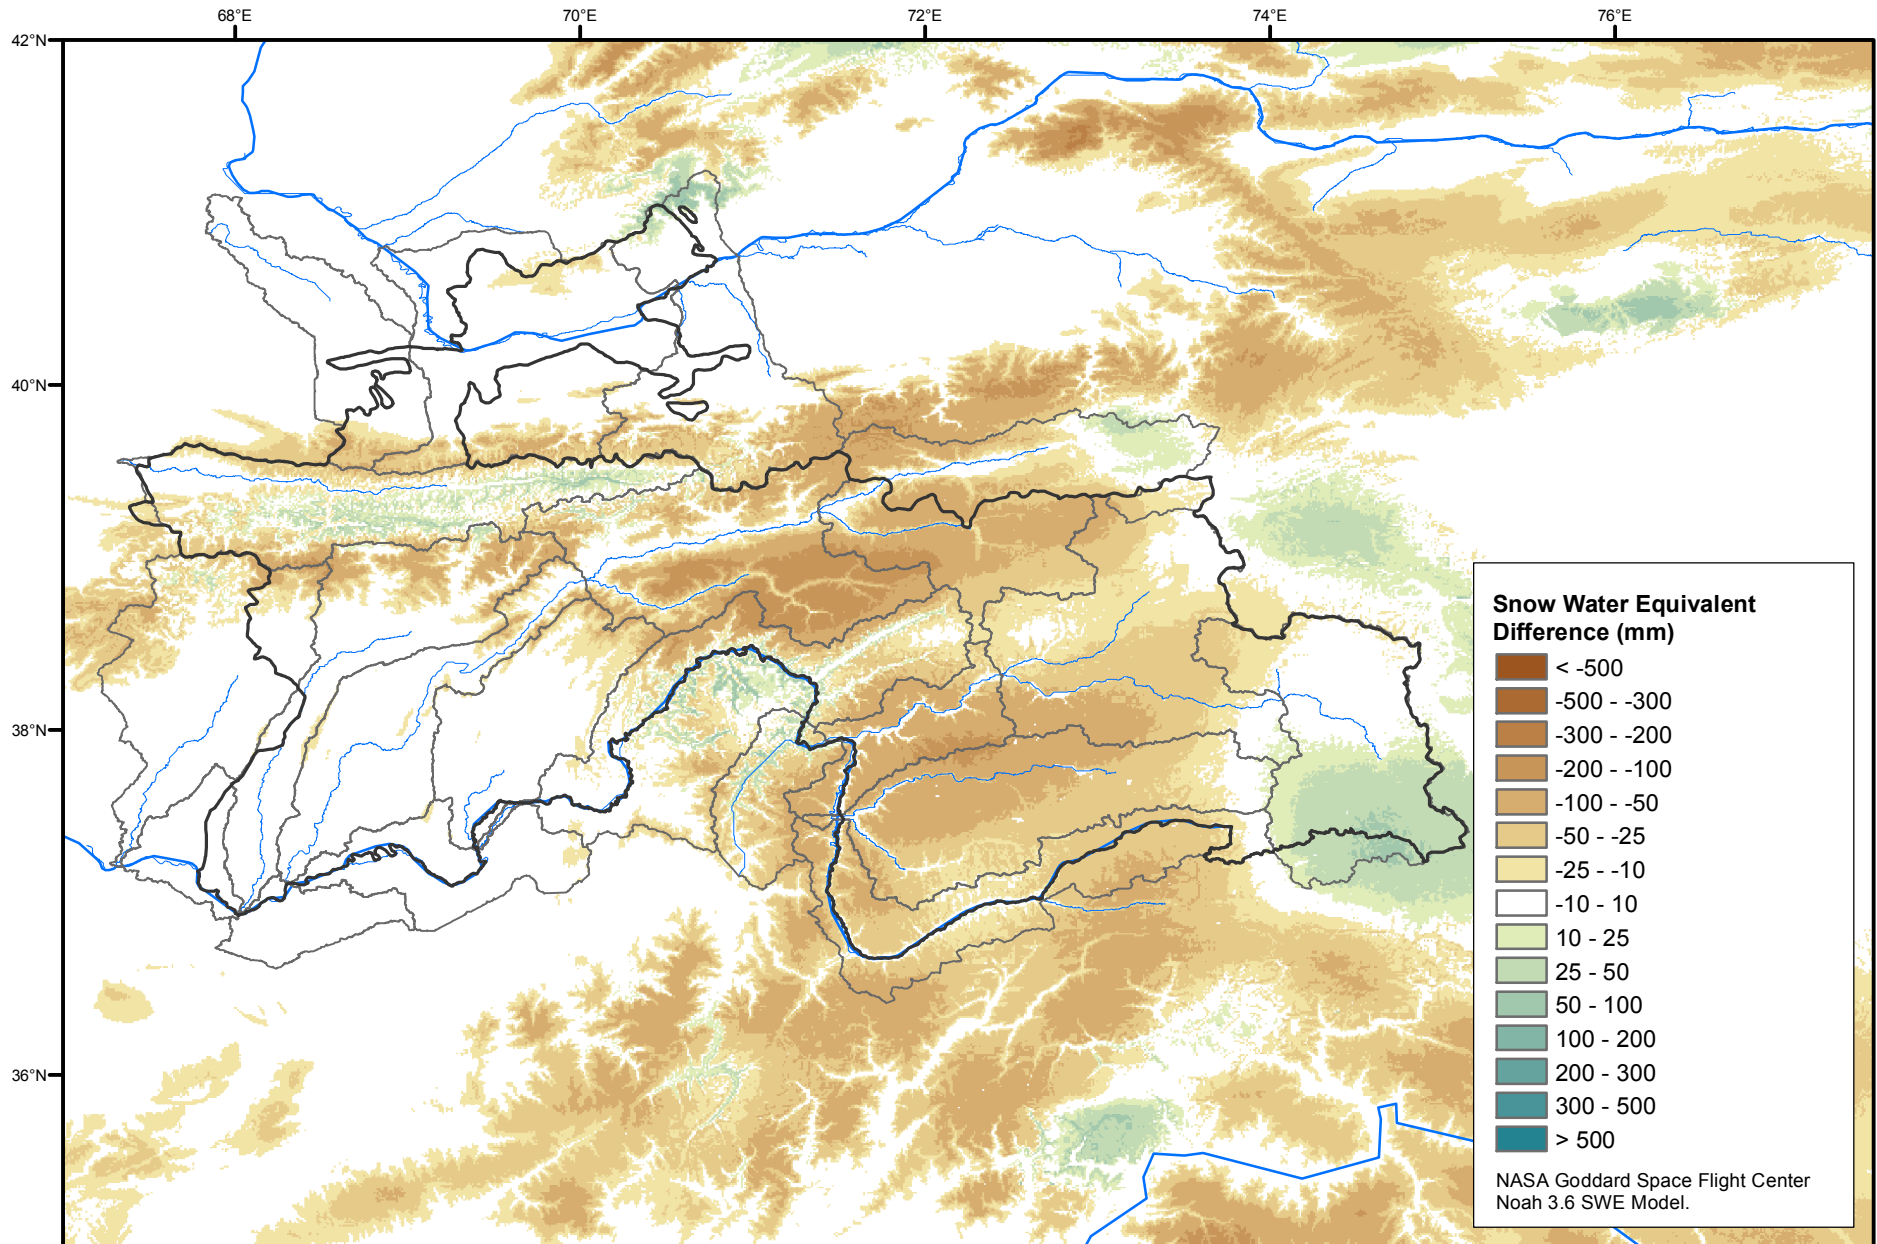 68°E
70°E
72°E
74°E
76°E
42°N
40°N
38°N
36°N
Snow Water Equivalent
Difference (mm)
< -500
-500 - -300
-300 - -200
-200 - -100
-100 - -50
-50 - -25
-25 - -10
-10 - 10
10 - 25
25 - 50
50 - 100
100 - 200
200 - 300
300 - 500
> 500
NASA Goddard Space Flight Center
Noah 3.6 SWE Model.